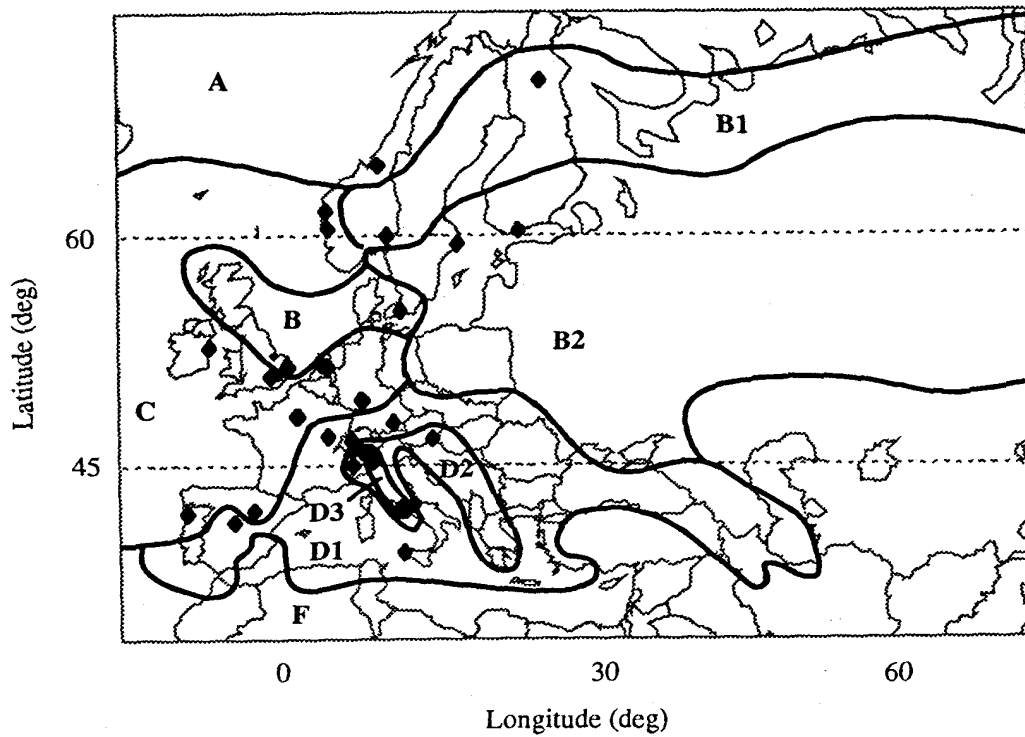 A
B1
60
B
B2
C
45
D2
D3
D1
F
0 30 60
Longitude (deg)
Latitude (deg)